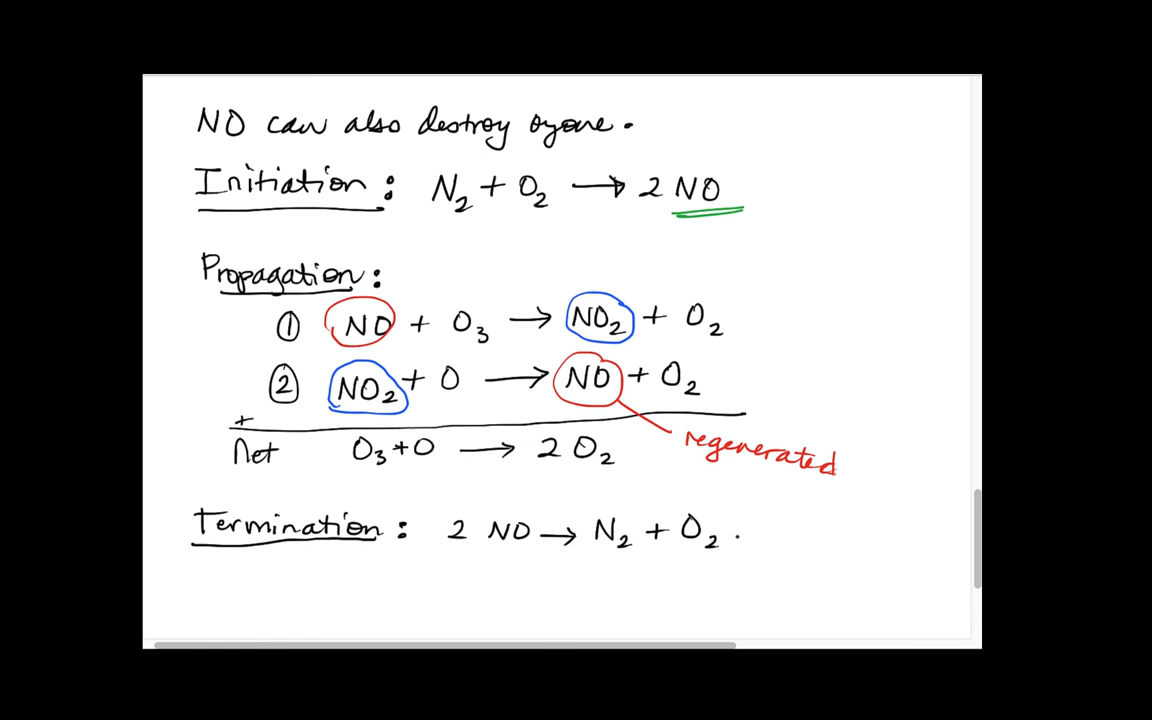 NO can also destroy ozone.
Initiation: N₂ + O₂ → 2 NO
Propagation:
① NO + O₃ → NO₂ + O₂
② NO₂ + O → NO + O₂
+
Net O₃ + O → 2 O₂
regenerated
Termination: 2 NO → N₂ + O₂.